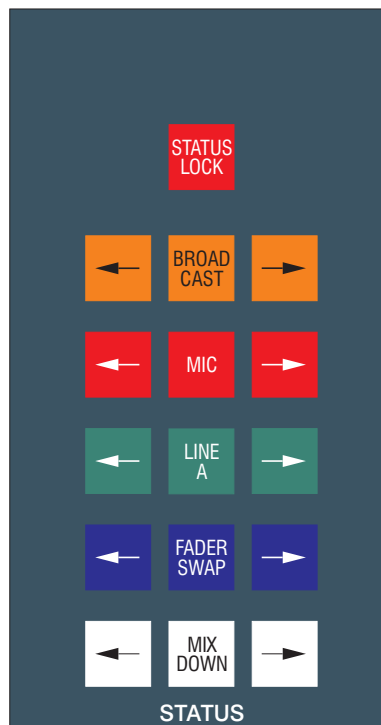 STATUS
LOCK
BROAD
CAST
MIC
LINE
A
FADER
SWAP
MIX
DOWN
STATUS